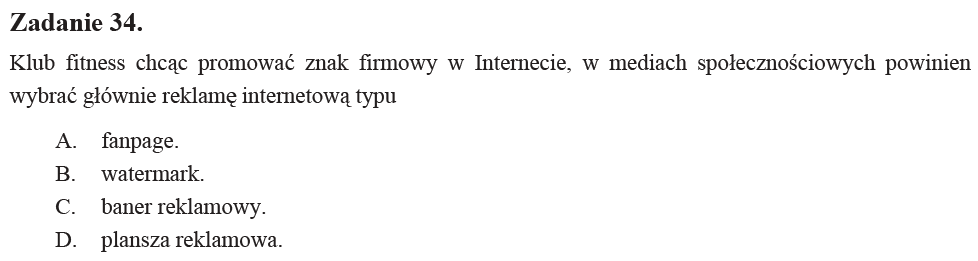 Zadanie 34.
Klub fitness chcąc promować znak firmowy w Internecie, w mediach społecznościowych powinien
wybrać głównie reklamę internetową typu
A. fanpage.
B. watermark.
C. baner reklamowy.
D. plansza reklamowa.